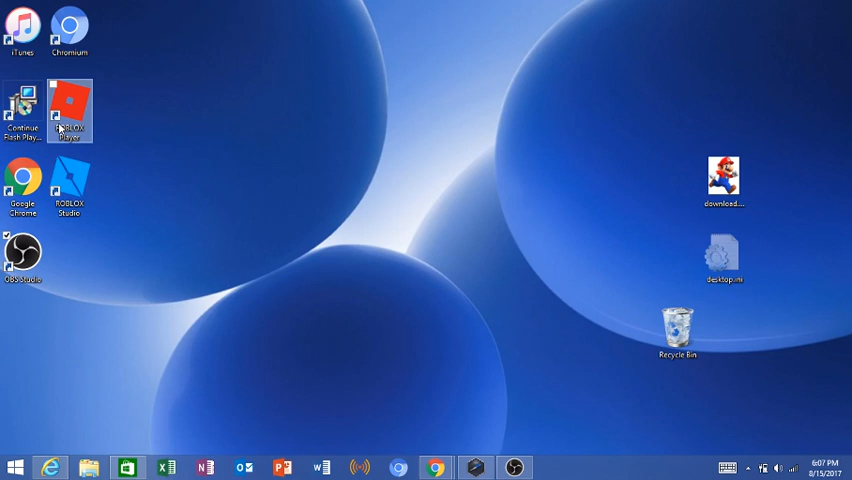 iTunes
Chromium
Continue
Flash Play...
ROBLOX
Player
Google
Chrome
ROBLOX
Studio
OBS Studio
download....
desktop.ini
Recycle Bin
6:07 PM
8/15/2017